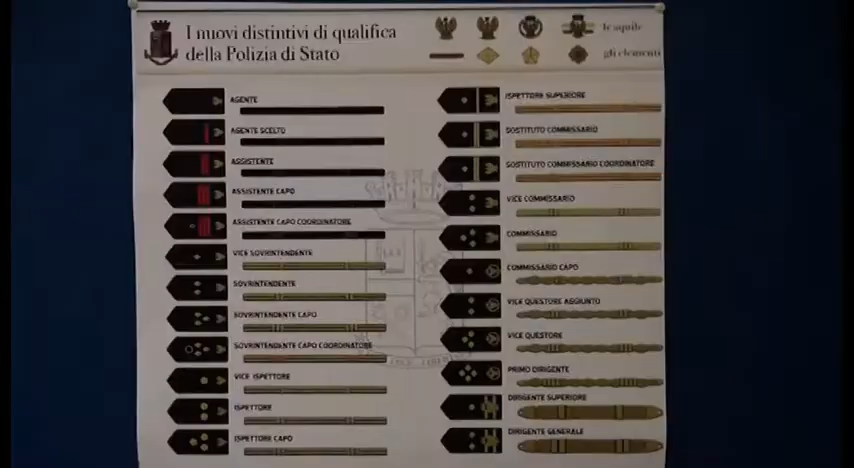 I nuovi distintivi di qualifica
della Polizia di Stato
le aquile
gli elementi
AGENTE
AGENTE SCELTO
ASSISTENTE
ASSISTENTE CAPO
ASSISTENTE CAPO COORDINATORE
VICE SOVRINTENDENTE
SOVRINTENDENTE
SOVRINTENDENTE CAPO
SOVRINTENDENTE CAPO COORDINATORE
VICE ISPETTORE
ISPETTORE
ISPETTORE CAPO
ISPETTORE SUPERIORE
SOSTITUTO COMMISSARIO
SOSTITUTO COMMISSARIO COORDINATORE
VICE COMMISSARIO
COMMISSARIO
COMMISSARIO CAPO
VICE QUESTORE AGGIUNTO
VICE QUESTORE
PRIMO DIRIGENTE
DIRIGENTE SUPERIORE
DIRIGENTE GENERALE